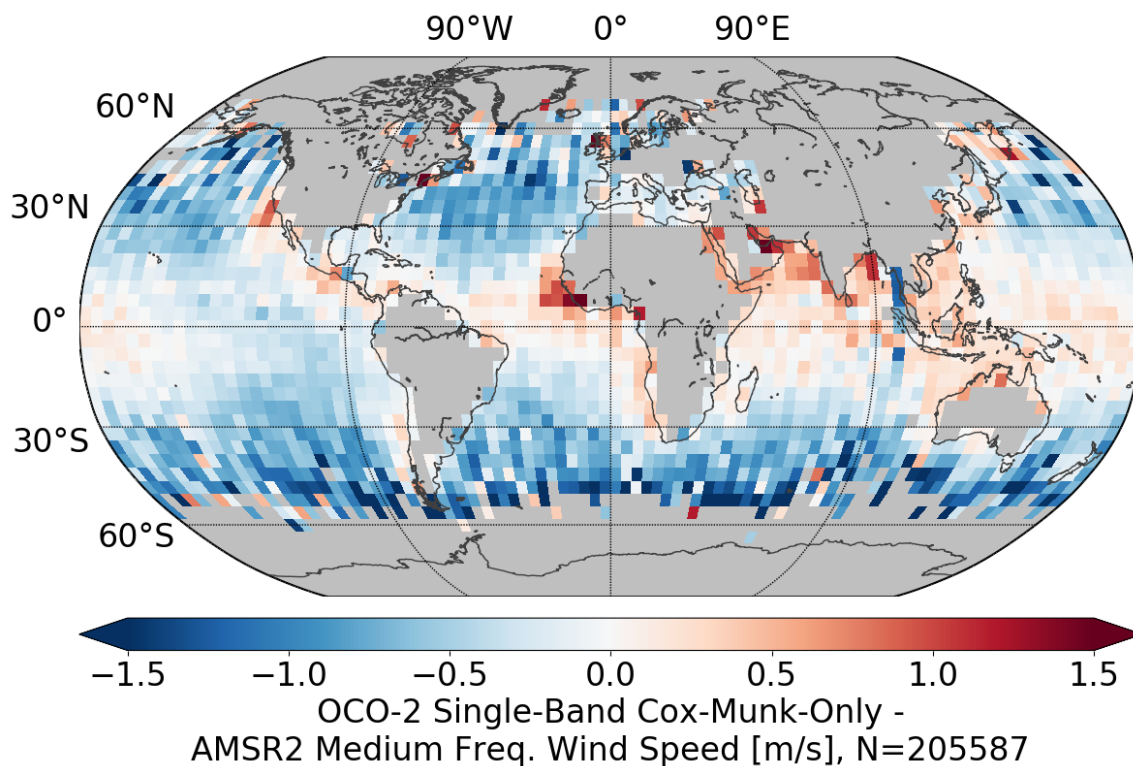 90°W 0° 90°E
60°N
30°N
0°
30°S
60°S
−1.5 −1.0 −0.5 0.0 0.5 1.0 1.5
OCO-2 Single-Band Cox-Munk-Only -
AMSR2 Medium Freq. Wind Speed [m/s], N=205587